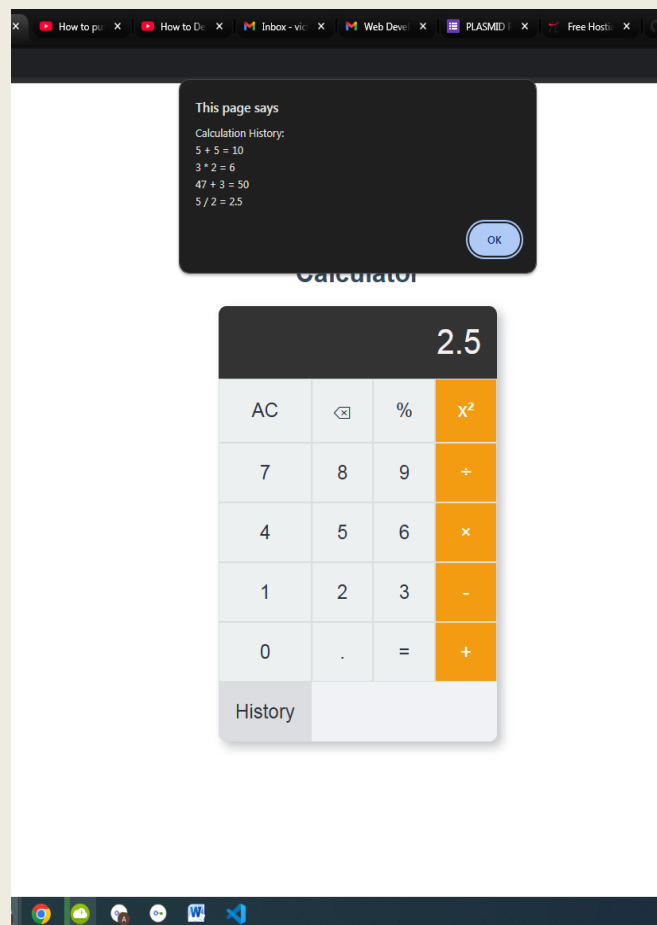 How to pu
How to De
Inbox - vic
Web Devel
PLASMID
Free Hosti
This page says
Calculation History:
5 + 5 = 10
3 * 2 = 6
47 + 3 = 50
5 / 2 = 2.5
OK
Calculator
2.5
AC % x²
7 8 9 ÷
4 5 6 ×
1 2 3 -
0 . = +
History